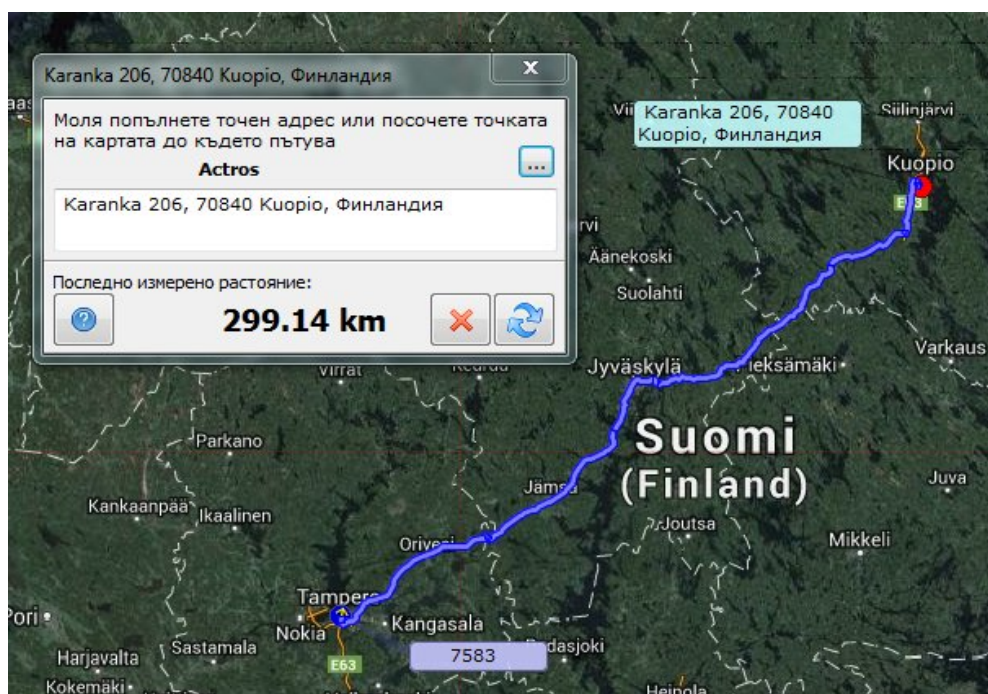 Karanka 206, 70840 Kuopio, Финландия
X
Моля попълнете точен адрес или посочете точката
на картата до където пътува
Actros
...
Karanka 206, 70840 Kuopio, Финландия
Последно измерено растояние:
?
299.14 km
Karanka 206, 70840
Kuopio, Финландия
Siilinjärvi
Kuopio
Äänekoski
Suolahti
Varkaus
Virrat
Jyväskylä
Pieksämäki
Suomi
(Finland)
Parkano
Jämsä
Juva
Kankaanpää
Ikaalinen
Joutsa
Mikkeli
Orivesi
Tampere
Pori
Nokia
Kangasala
Sastamala
Harjavalta
E63
7583
Padasjoki
Kokemäki
Heinola